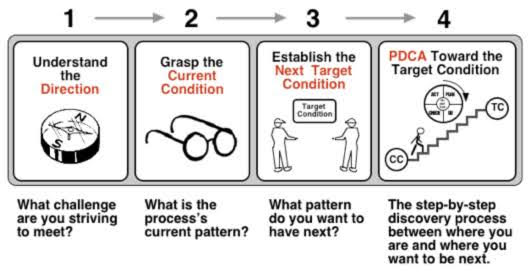 1
2
3
4
Understand
the
Direction
N
S
What challenge
are you striving
to meet?
Grasp the
Current
Condition
What is the
process's
current pattern?
Establish the
Next Target
Condition
Target
Condition
What pattern
do you want to
have next?
PDCA Toward the
Target Condition
ACT PLAN
CHECK DO
TC
CC
The step-by-step
discovery process
between where you
are and where you
want to be next.